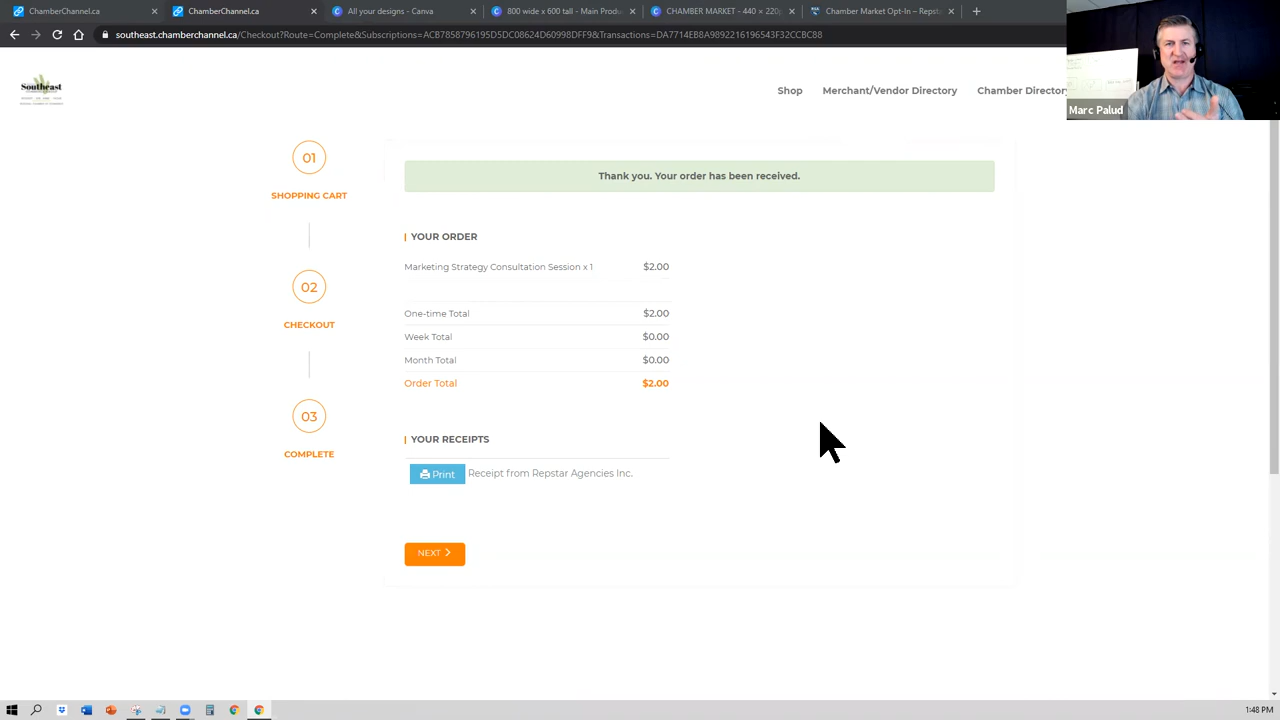 ChamberChannel.ca
ChamberChannel.ca
All your designs - Canva
800 wide x 600 tall - Main Produ
CHAMBER MARKET - 440 × 220p
Chamber Market Opt-In – Repsta
southeast.chamberchannel.ca/Checkout?Route=Complete&Subscriptions=ACB7858796195D5DC08624D60998DFF9&Transactions=DA7714EB8A9892216196543F32CCBC88
Southeast
Shop
Merchant/Vendor Directory
Chamber Directory
Marc Palud
01
SHOPPING CART
02
CHECKOUT
03
COMPLETE
Thank you. Your order has been received.
YOUR ORDER
Marketing Strategy Consultation Session x 1 $2.00
One-time Total $2.00
Week Total $0.00
Month Total $0.00
Order Total $2.00
YOUR RECEIPTS
Print Receipt from Repstar Agencies Inc.
NEXT
1:48 PM